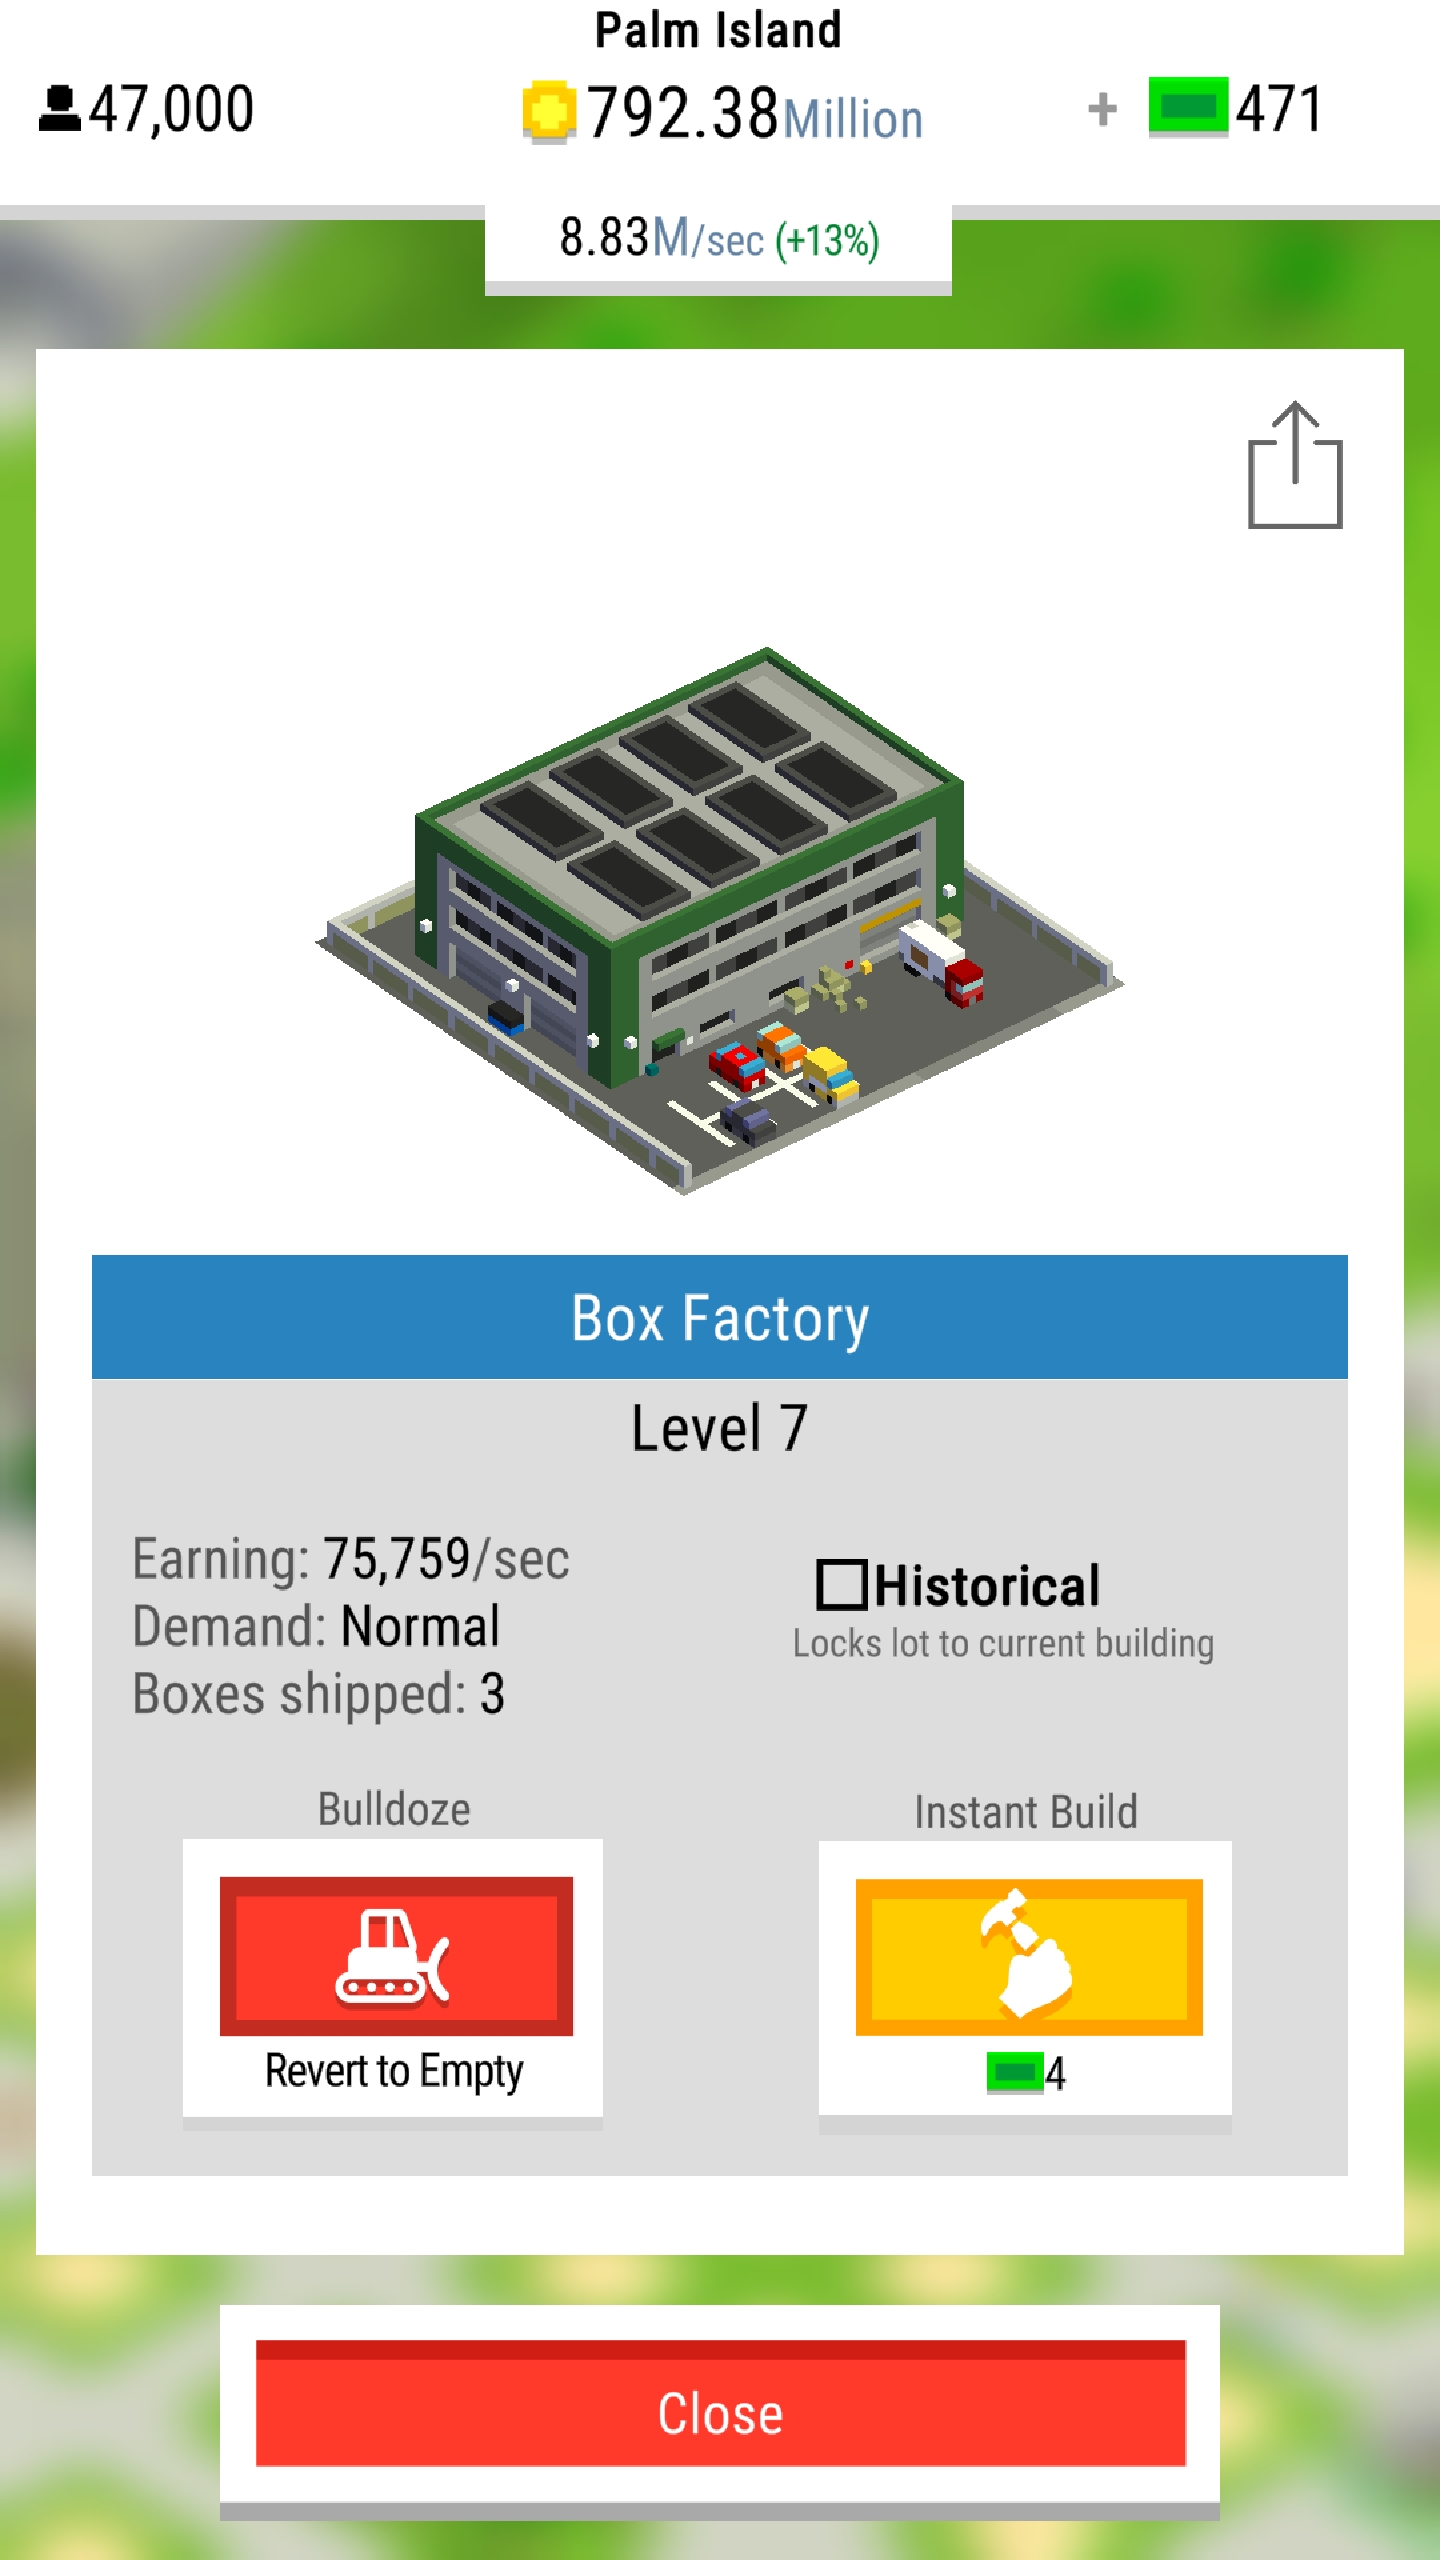 Palm Island
47,000
792.38Million
+ 471
8.83M/sec (+13%)
Box Factory
Level 7
Earning: 75,759/sec
Demand: Normal
Boxes shipped: 3
Historical
Locks lot to current building
Bulldoze
Revert to Empty
Instant Build
4
Close